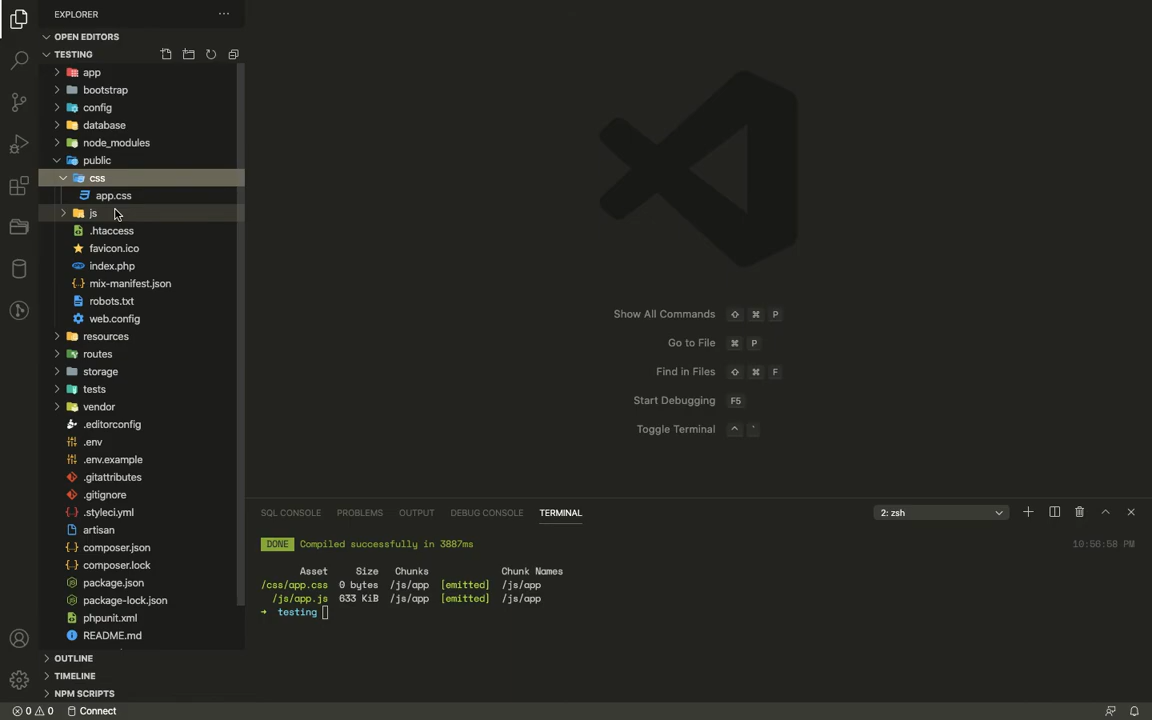 EXPLORER
OPEN EDITORS
TESTING
app
bootstrap
config
database
node_modules
public
css
app.css
js
.htaccess
favicon.ico
index.php
mix-manifest.json
robots.txt
web.config
resources
routes
storage
tests
vendor
.editorconfig
.env
.env.example
.gitattributes
.gitignore
.styleci.yml
artisan
composer.json
composer.lock
package.json
package-lock.json
phpunit.xml
README.md
OUTLINE
TIMELINE
NPM SCRIPTS
Show All Commands ⇧ ⌘ P
Go to File ⌘ P
Find in Files ⇧ ⌘ F
Start Debugging F5
Toggle Terminal ^ `
SQL CONSOLE PROBLEMS OUTPUT DEBUG CONSOLE TERMINAL 2: zsh
DONE Compiled successfully in 3887ms 10:56:58 PM
Asset Size Chunks Chunk Names
/css/app.css 0 bytes /js/app [emitted] /js/app
/js/app.js 633 KiB /js/app [emitted] /js/app
→ testing
0 0 Connect